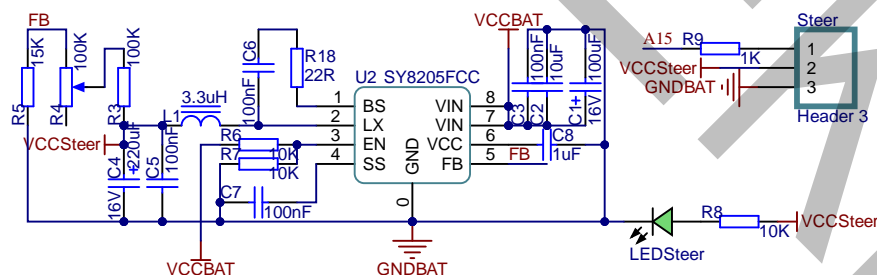 FB
15K
R5
100K
R4
100K
R3
VCCSteer
220uF
+
C4
16V
C5
100nF
L1
3.3uH
C6
100nF
R18
22R
R6
10K
R7
10K
C7
100nF
VCCBAT
U2 SY8205FCC
1 BS
2 LX
3 EN
4 SS
VIN 8
VIN 7
VCC 6
FB 5
GND
0
GNDBAT
VCCBAT
100nF
C3
10uF
C2
100uF
C1+
16V
FB
C8
1uF
A15
R9
1K
VCCSteer
GNDBAT
Steer
1
2
3
Header 3
LEDSteer
R8
10K
VCCSteer